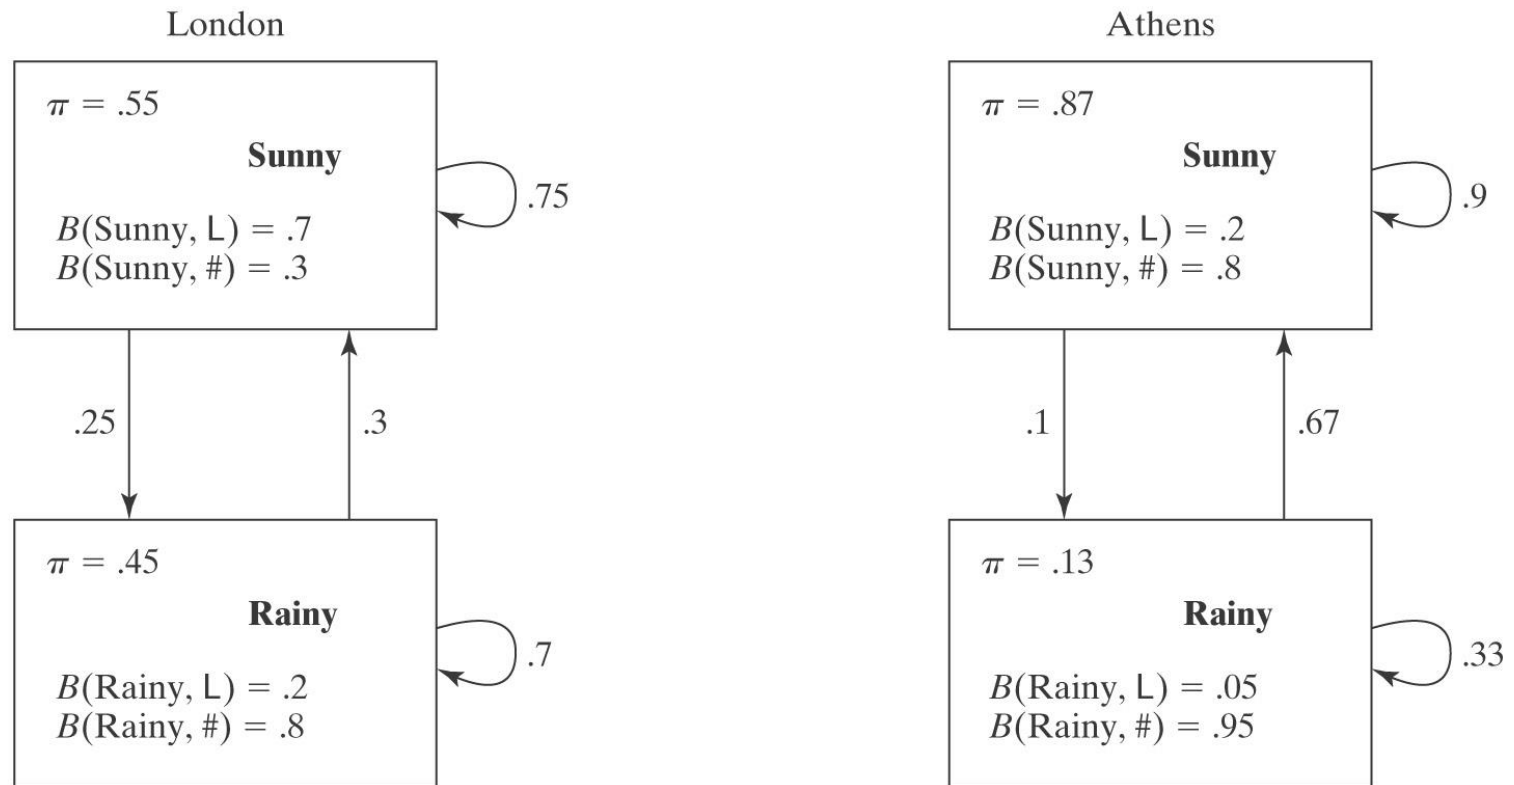 London
π = .55
Sunny
.75
B(Sunny, L) = .7
B(Sunny, #) = .3
.25
.3
π = .45
Rainy
.7
B(Rainy, L) = .2
B(Rainy, #) = .8
Athens
π = .87
Sunny
.9
B(Sunny, L) = .2
B(Sunny, #) = .8
.1
.67
π = .13
Rainy
.33
B(Rainy, L) = .05
B(Rainy, #) = .95